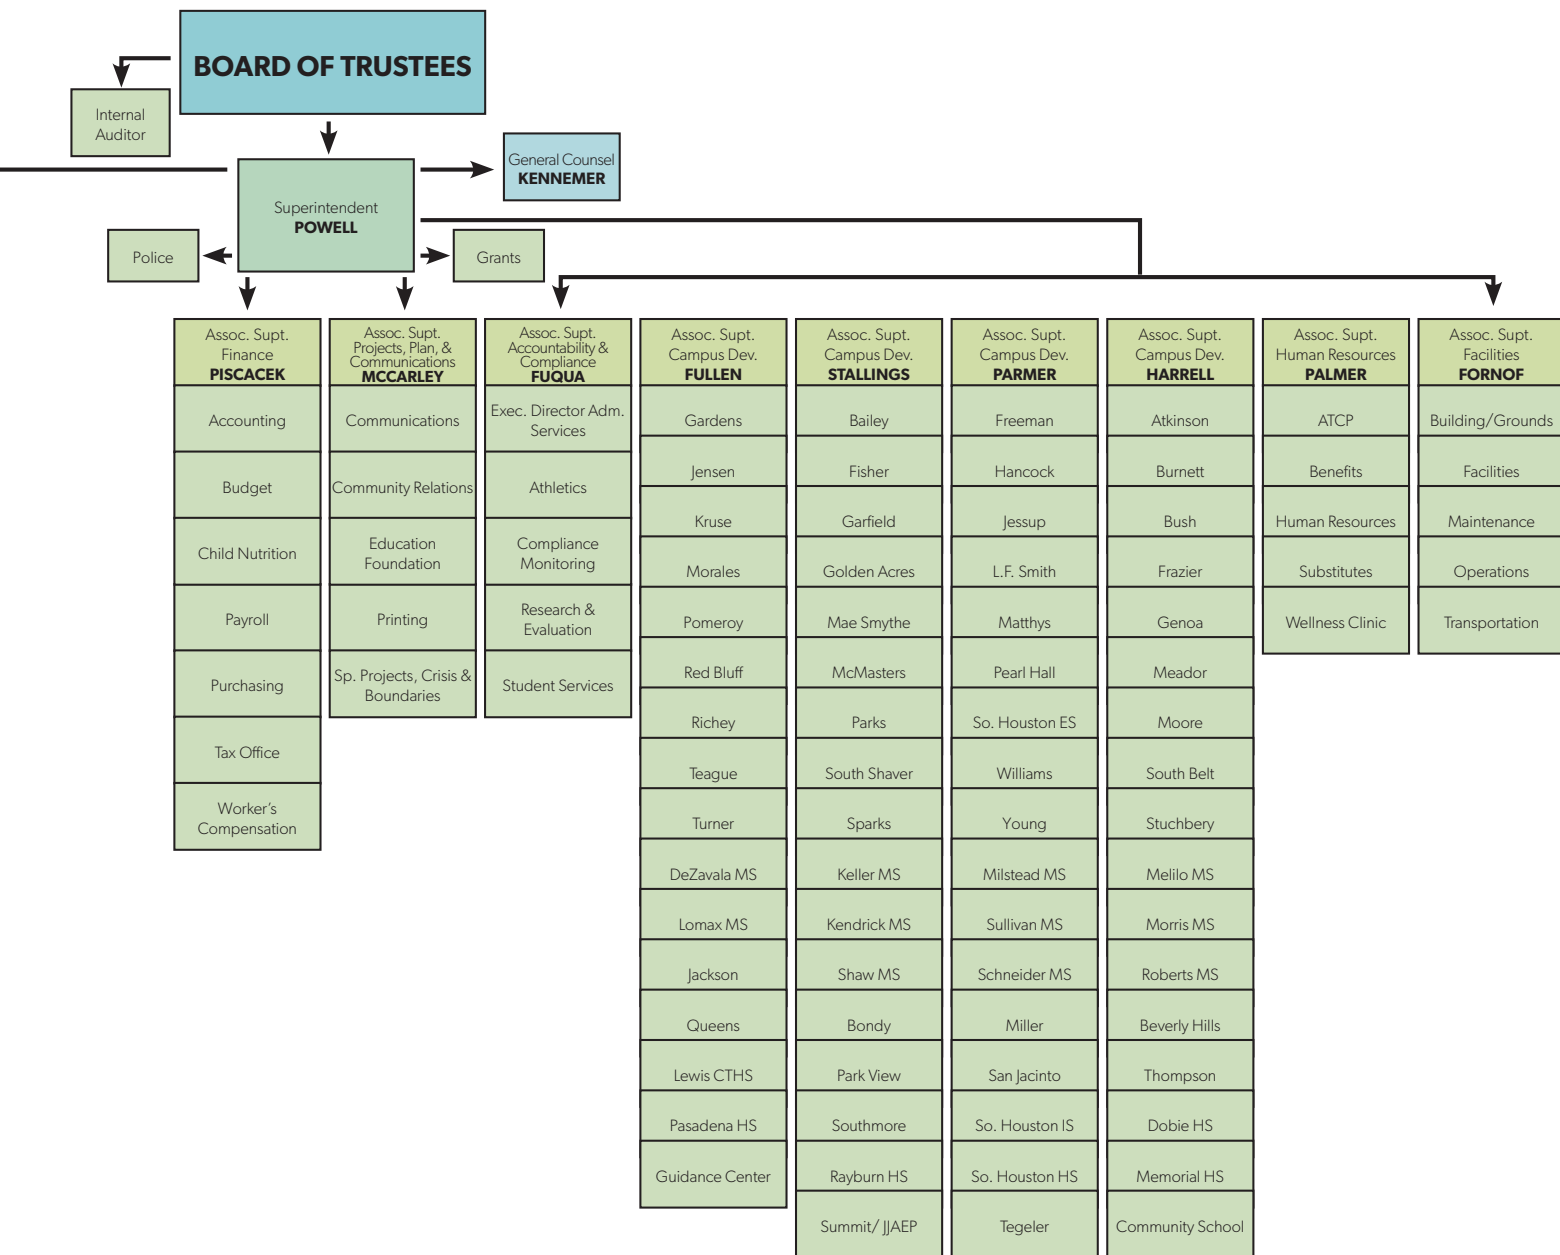 BOARD OF TRUSTEES
Internal
Auditor
General Counsel
KENNEMER
Superintendent
POWELL
Police
Grants
Assoc. Supt.
Finance
PISCACEK
Accounting
Budget
Child Nutrition
Payroll
Purchasing
Tax Office
Worker's
Compensation
Assoc. Supt.
Projects, Plan, &
Communications
MCCARLEY
Communications
Community Relations
Education
Foundation
Printing
Sp. Projects, Crisis &
Boundaries
Assoc. Supt.
Accountability &
Compliance
FUQUA
Exec. Director Adm.
Services
Athletics
Compliance
Monitoring
Research &
Evaluation
Student Services
Assoc. Supt.
Campus Dev.
FULLEN
Gardens
Jensen
Kruse
Morales
Pomeroy
Red Bluff
Richey
Teague
Turner
DeZavala MS
Lomax MS
Jackson
Queens
Lewis CTHS
Pasadena HS
Guidance Center
Assoc. Supt.
Campus Dev.
STALLINGS
Bailey
Fisher
Garfield
Golden Acres
Mae Smythe
McMasters
Parks
South Shaver
Sparks
Keller MS
Kendrick MS
Shaw MS
Bondy
Park View
Southmore
Rayburn HS
Summit/ JJAEP
Assoc. Supt.
Campus Dev.
PARMER
Freeman
Hancock
Jessup
L.F. Smith
Matthys
Pearl Hall
So. Houston ES
Williams
Young
Milstead MS
Sullivan MS
Schneider MS
Miller
San Jacinto
So. Houston IS
So. Houston HS
Tegeler
Assoc. Supt.
Campus Dev.
HARRELL
Atkinson
Burnett
Bush
Frazier
Genoa
Meador
Moore
South Belt
Stuchbery
Melilo MS
Morris MS
Roberts MS
Beverly Hills
Thompson
Dobie HS
Memorial HS
Community School
Assoc. Supt.
Human Resources
PALMER
ATCP
Benefits
Human Resources
Substitutes
Wellness Clinic
Assoc. Supt.
Facilities
FORNOF
Building/Grounds
Facilities
Maintenance
Operations
Transportation